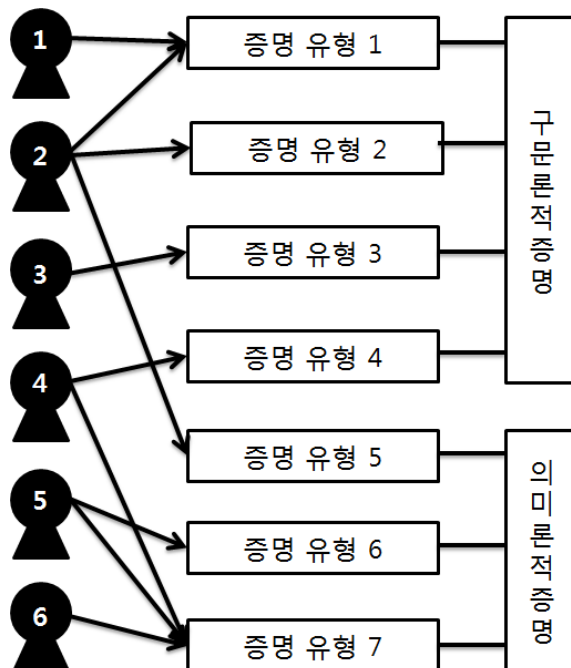 1
증명 유형 1
2
증명 유형 2
3
증명 유형 3
4
증명 유형 4
구문론적증명
증명 유형 5
5
증명 유형 6
6
증명 유형 7
의미론적증명